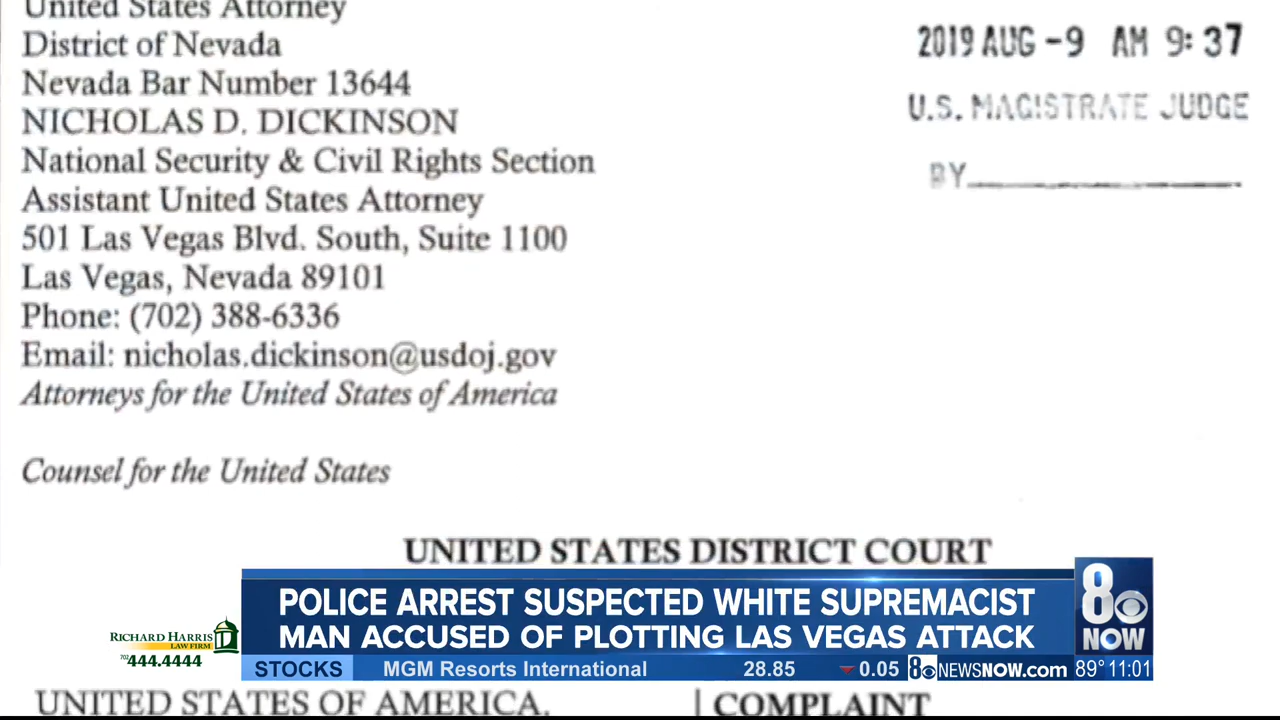 United States Attorney
District of Nevada
Nevada Bar Number 13644
NICHOLAS D. DICKINSON
National Security & Civil Rights Section
Assistant United States Attorney
501 Las Vegas Blvd. South, Suite 1100
Las Vegas, Nevada 89101
Phone: (702) 388-6336
Email: nicholas.dickinson@usdoj.gov
Attorneys for the United States of America
Counsel for the United States
2019 AUG -9 AM 9:37
U.S. MAGISTRATE JUDGE
BY
UNITED STATES DISTRICT COURT
POLICE ARREST SUSPECTED WHITE SUPREMACIST
MAN ACCUSED OF PLOTTING LAS VEGAS ATTACK
8
NOW
RICHARD HARRIS
LAW FIRM
702 444.4444
STOCKS MGM Resorts International 28.85 0.05 8 NEWSNOW.com 89° 11:01
UNITED STATES OF AMERICA, COMPLAINT